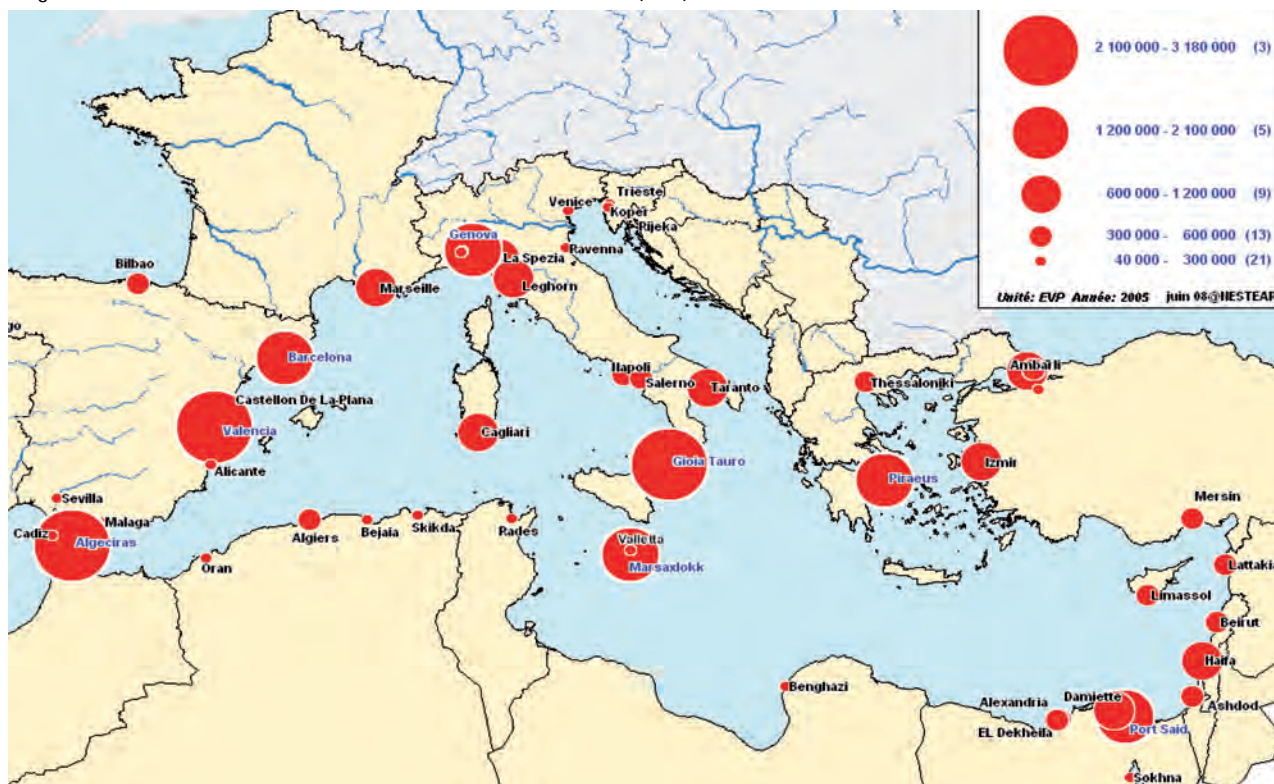 2 100 000 - 3 180 000 (3)
1 200 000 - 2 100 000 (5)
600 000 - 1 200 000 (9)
300 000 - 600 000 (13)
40 000 - 300 000 (21)
Unité: EVP Année: 2005 juin 08@NESTEAR
Trieste
Venice
Koper
Rijeka
Genova
Ravenna
La Spezia
Bilbao
Leghorn
Marseille
Barcelona
Ambarli
Napoli
Thessaloniki
Salerno
Taranto
Castellon De La-Plana
Valencia
Cagliari
Gioia Tauro
Izmir
Alicante
Piraeus
Sevilla
Mersin
Malaga
Cadiz
Algeciras
Algiers
Bejaia
Skikda
Rades
Valletta
Marsaxlokk
Oran
Lattakia
Limassol
Beirut
Haifa
Benghazi
Alexandria
Damiette
Ashdod
EL Dekheila
Port Said
Sokhna